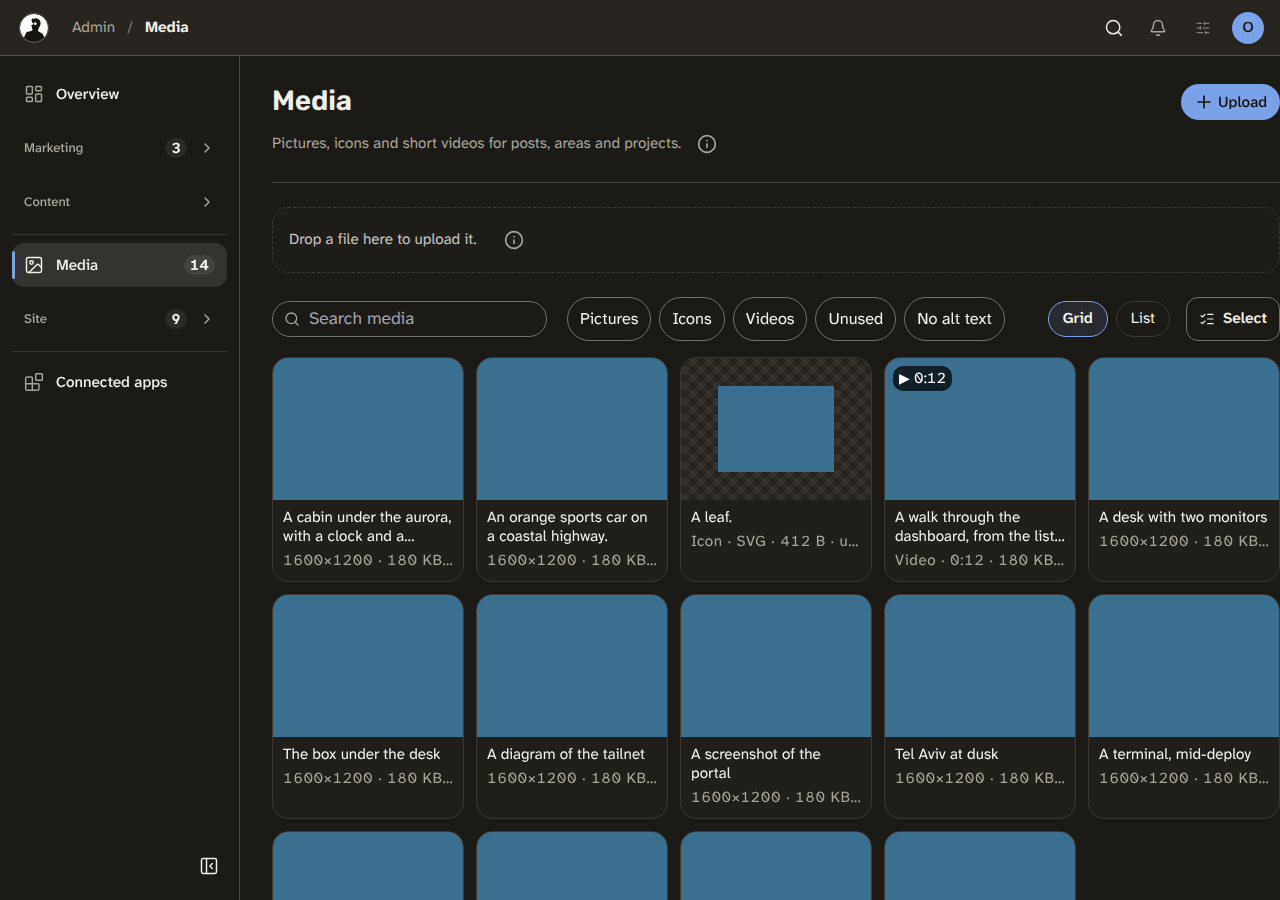 Admin / Media
O
Overview
Marketing 3
Content
Media 14
Site 9
Connected apps
Media
Upload
Pictures, icons and short videos for posts, areas and projects.
Drop a file here to upload it.
Search media
Pictures
Icons
Videos
Unused
No alt text
Grid
List
Select
A cabin under the aurora,
with a clock and a...
1600×1200 · 180 KB...
An orange sports car on
a coastal highway.
1600×1200 · 180 KB...
A leaf.
Icon · SVG · 412 B · u...
0:12
A walk through the
dashboard, from the list...
Video · 0:12 · 180 KB...
A desk with two monitors
1600×1200 · 180 KB...
The box under the desk
1600×1200 · 180 KB...
A diagram of the tailnet
1600×1200 · 180 KB...
A screenshot of the
portal
1600×1200 · 180 KB...
Tel Aviv at dusk
1600×1200 · 180 KB...
A terminal, mid-deploy
1600×1200 · 180 KB...